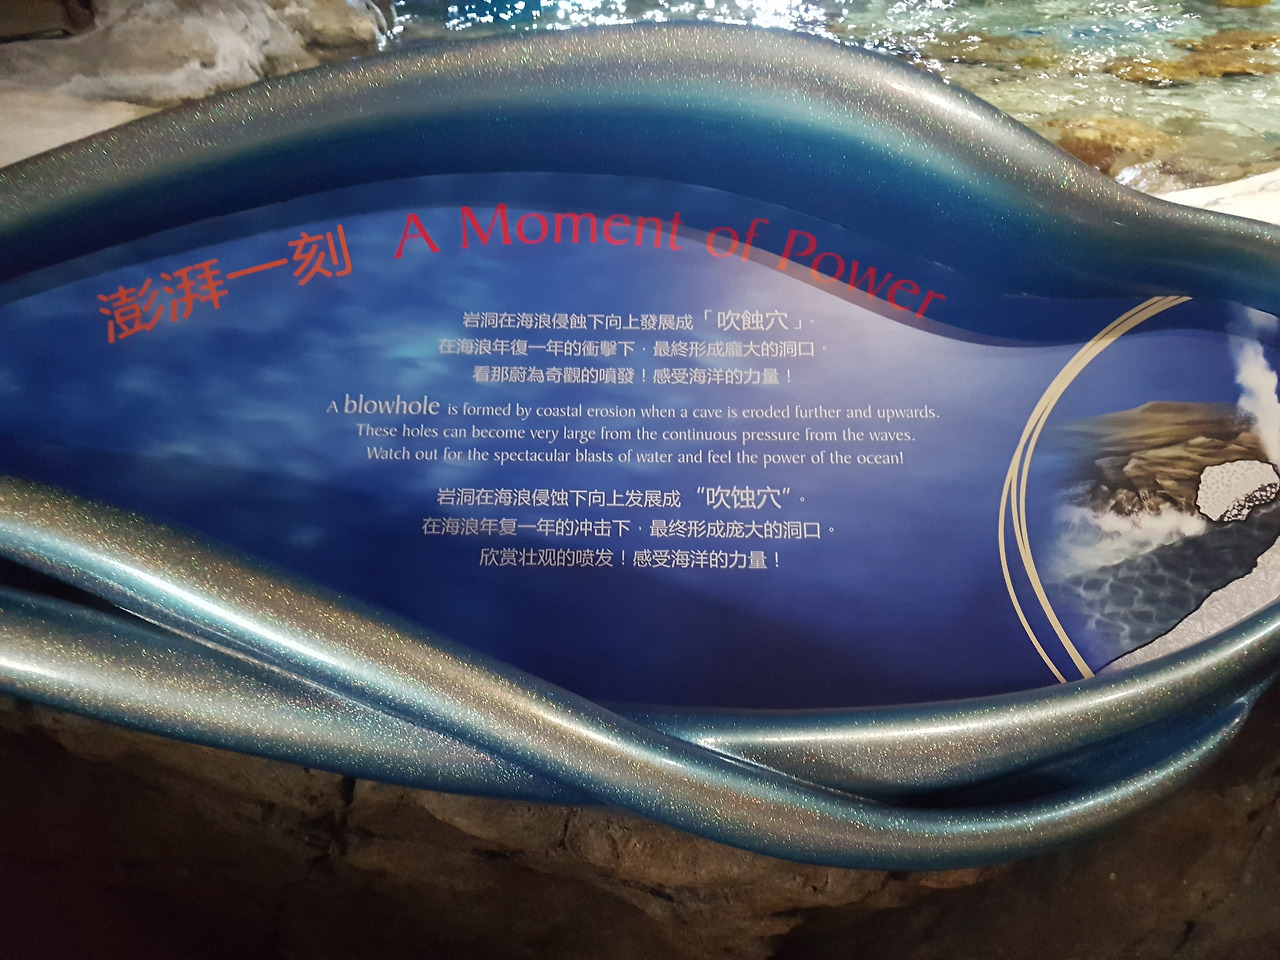 澎湃一刻 A Moment of Power
岩洞在海浪侵蝕下向上發展成「吹蝕穴」。
在海浪年復一年的衝擊下，最終形成龐大的洞口。
看那蔚為奇觀的噴發！感受海洋的力量！
A blowhole is formed by coastal erosion when a cave is eroded further and upwards.
These holes can become very large from the continuous pressure from the waves.
Watch out for the spectacular blasts of water and feel the power of the ocean!
岩洞在海浪侵蚀下向上发展成 “吹蚀穴”。
在海浪年复一年的冲击下，最终形成庞大的洞口。
欣赏壮观的喷发！感受海洋的力量！